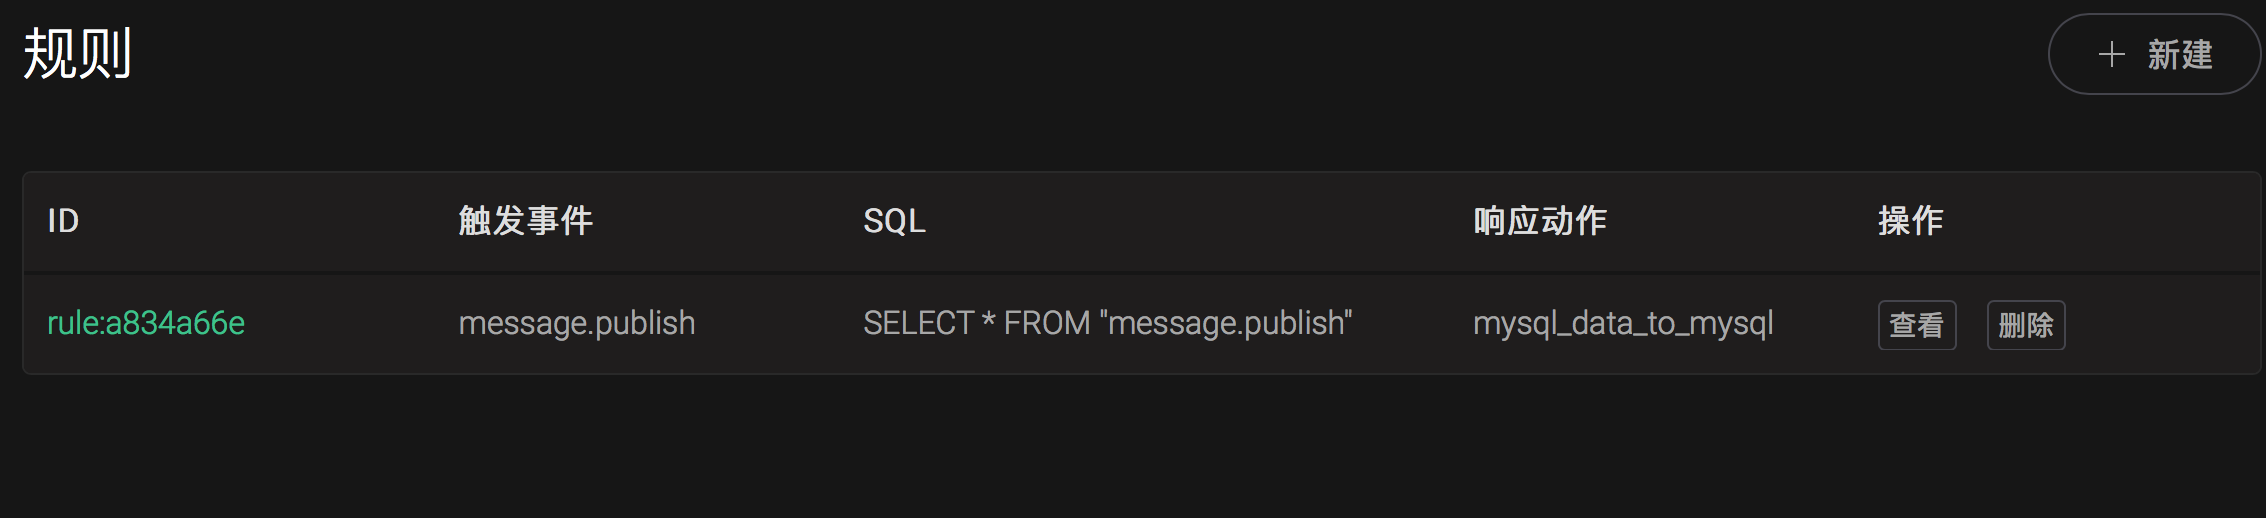 规则
新建
ID 触发事件 SQL 响应动作 操作
rule:a834a66e message.publish SELECT * FROM "message.publish" mysql_data_to_mysql 查看 删除